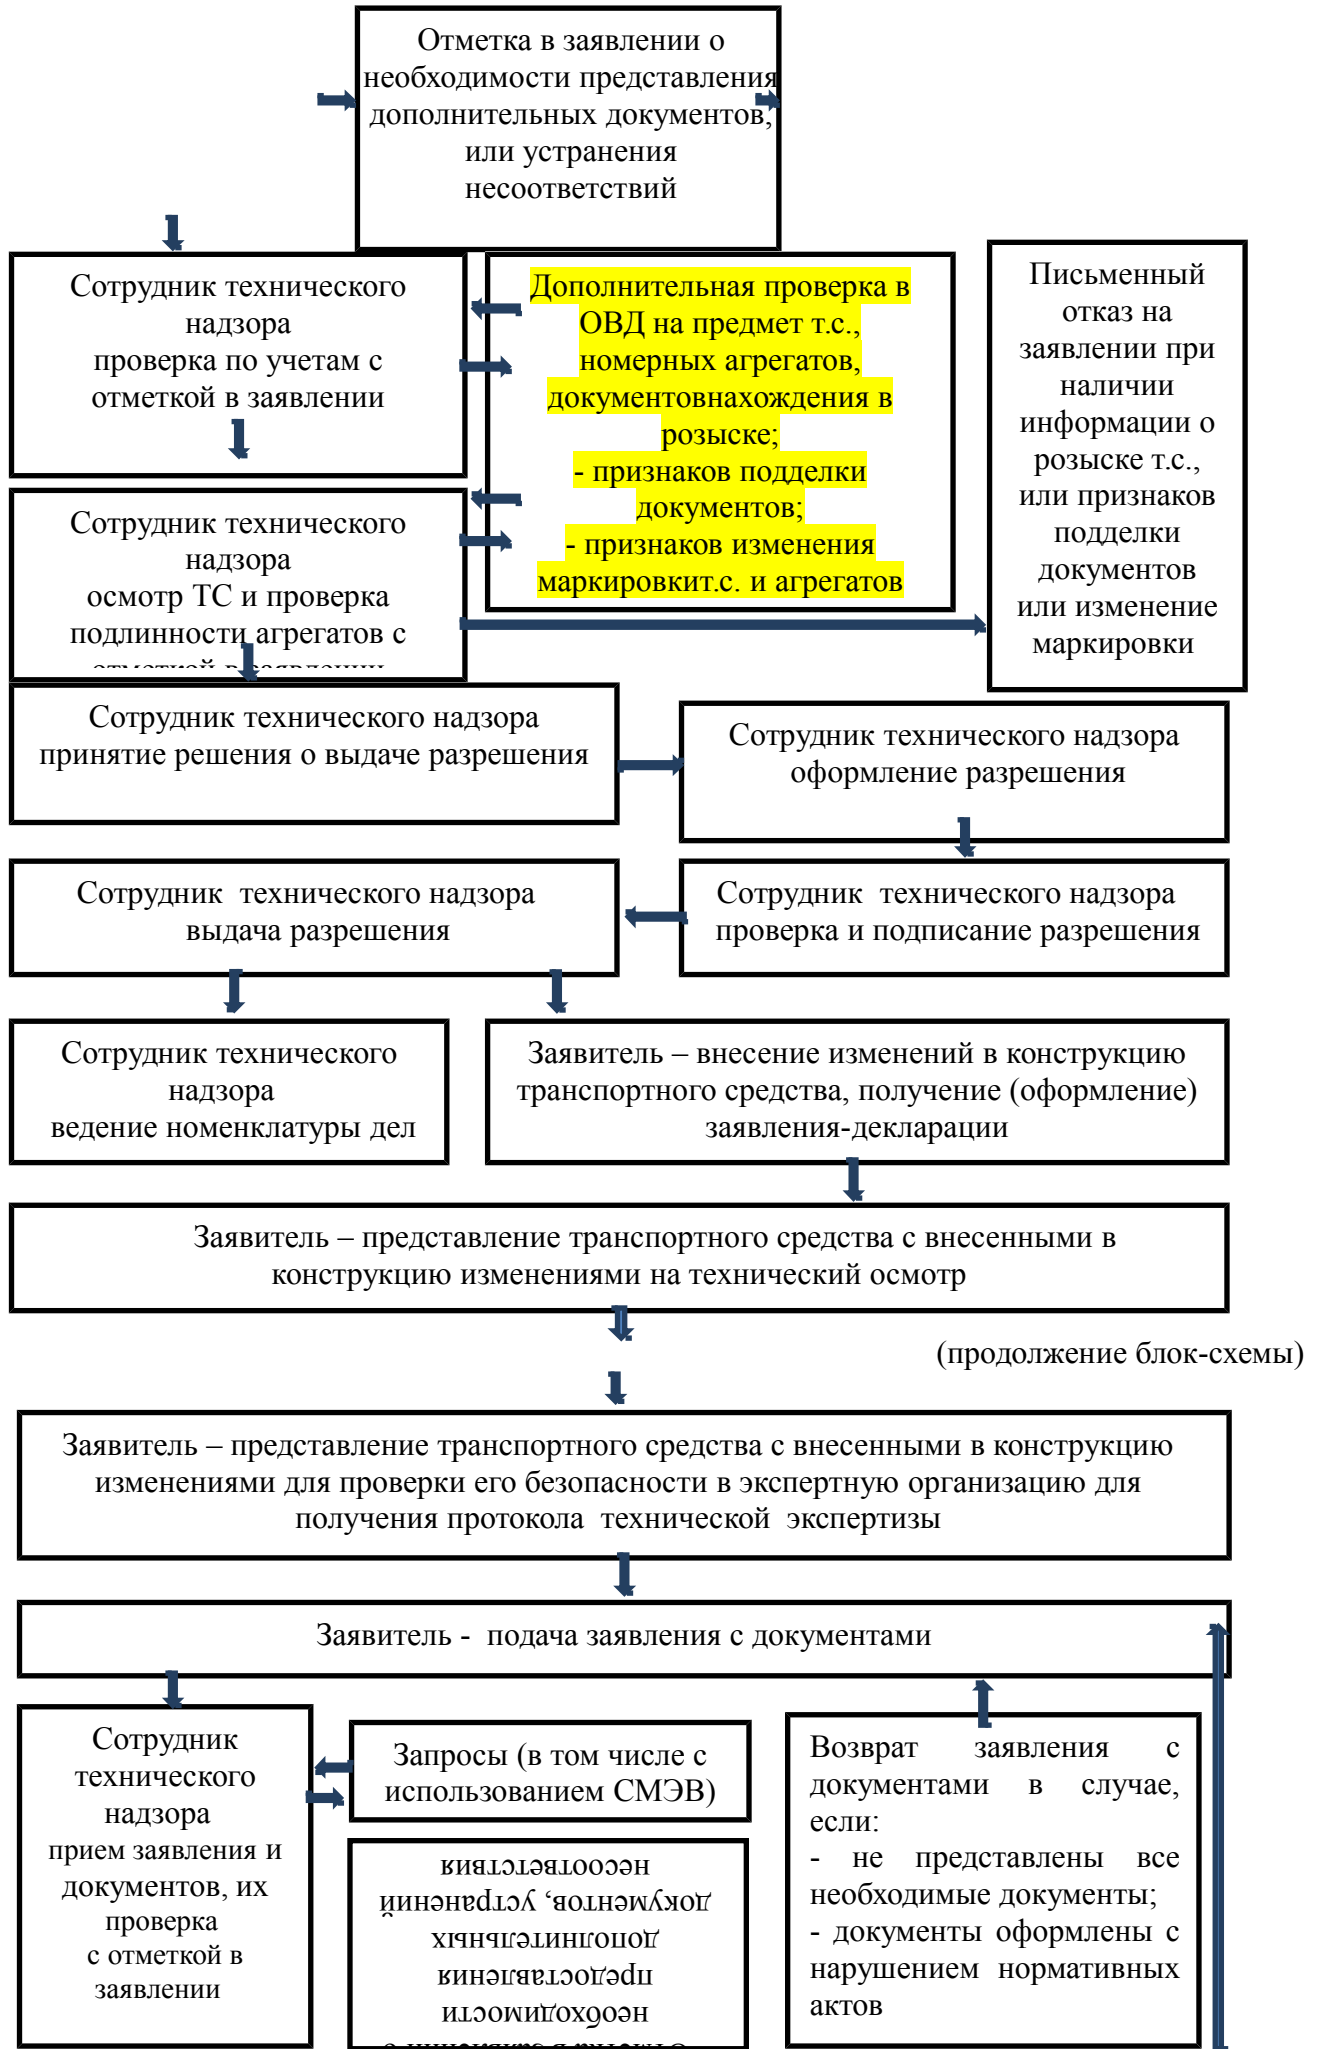 Отметка в заявлении о
необходимости представления
дополнительных документов,
или устранения
несоответствий
Сотрудник технического
надзора
проверка по учетам с
отметкой в заявлении
Дополнительная проверка в
ОВД на предмет т.с.,
номерных агрегатов,
документовнахождения в
розыске;
- признаков подделки
документов;
- признаков изменения
маркировкит.с. и агрегатов
Письменный
отказ на
заявлении при
наличии
информации о
розыске т.с.,
или признаков
подделки
документов
или изменение
маркировки
Сотрудник технического
надзора
осмотр ТС и проверка
подлинности агрегатов с
отметкой в заявлении
Сотрудник технического надзора
принятие решения о выдаче разрешения
Сотрудник технического надзора
оформление разрешения
Сотрудник технического надзора
выдача разрешения
Сотрудник технического надзора
проверка и подписание разрешения
Сотрудник технического
надзора
ведение номенклатуры дел
Заявитель – внесение изменений в конструкцию
транспортного средства, получение (оформление)
заявления-декларации
Заявитель – представление транспортного средства с внесенными в
конструкцию изменениями на технический осмотр
(продолжение блок-схемы)
Заявитель – представление транспортного средства с внесенными в конструкцию
изменениями для проверки его безопасности в экспертную организацию для
получения протокола технической экспертизы
Заявитель - подача заявления с документами
Сотрудник
технического
надзора
прием заявления и
документов, их
проверка
с отметкой в
заявлении
Запросы (в том числе с
использованием СМЭВ)
Отметка в заявлении о
необходимости
предоставления
дополнительных
документов, устранений
несоответствия
Возврат заявления с
документами в случае,
если:
- не представлены все
необходимые документы;
- документы оформлены с
нарушением нормативных
актов